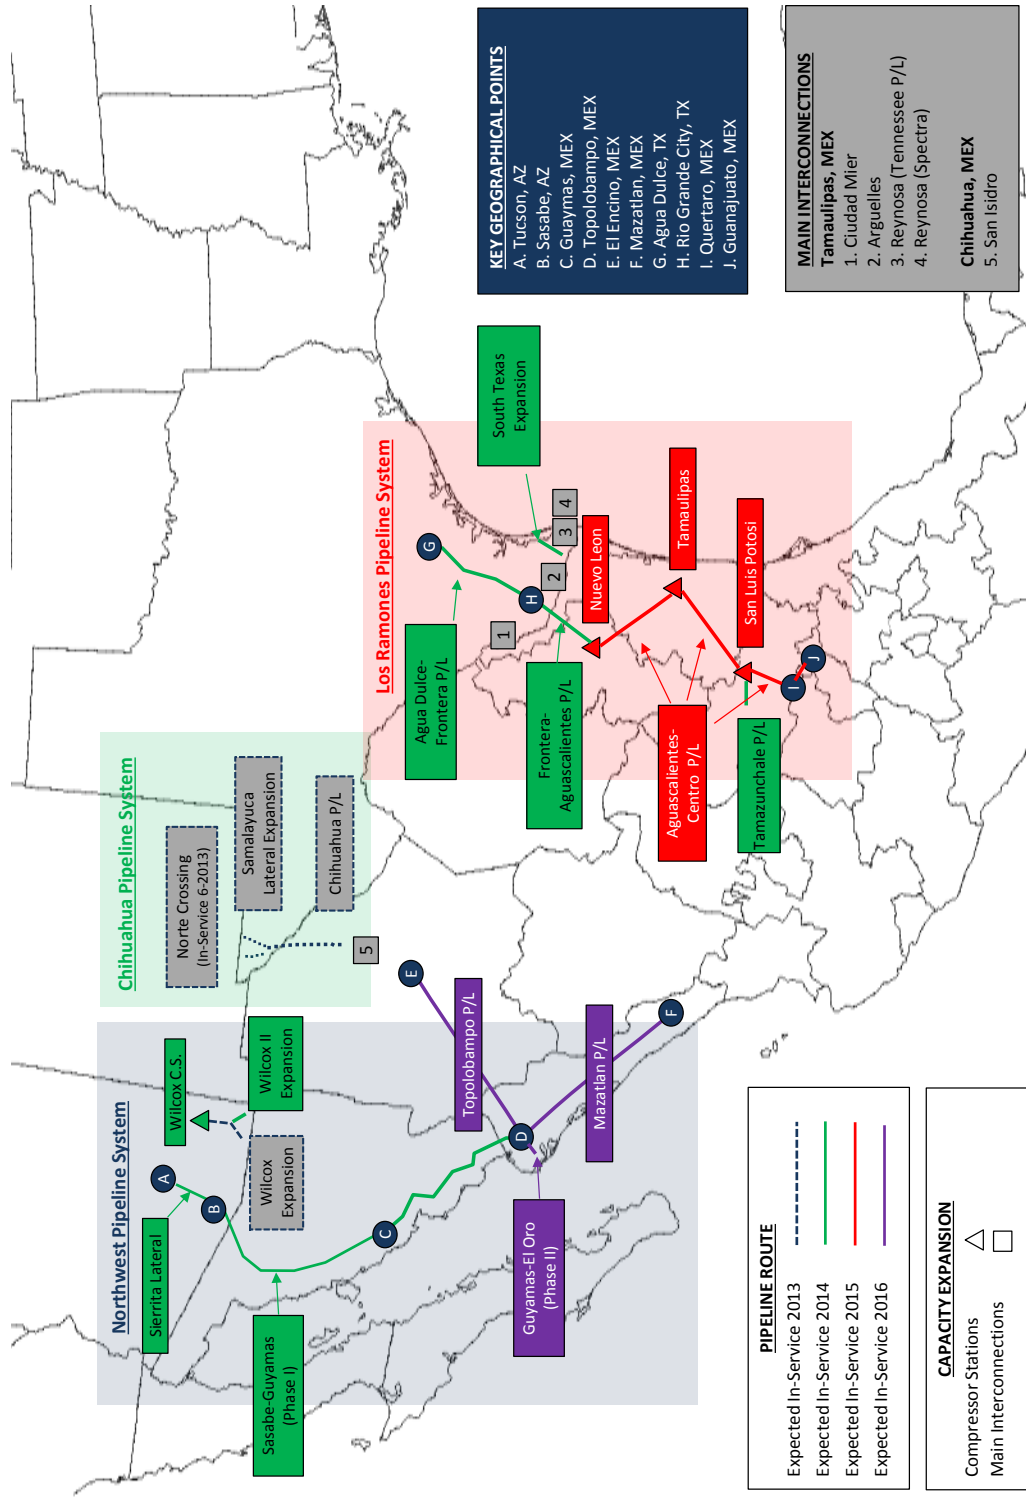 Northwest Pipeline System
Chihuahua Pipeline System
Los Ramones Pipeline System
Sierrita Lateral
A
B
Wilcox C.S.
Wilcox
Expansion
Wilcox II
Expansion
Sasabe-Guyamas
(Phase I)
C
D
Guyamas-El Oro
(Phase II)
Topolobampo P/L
E
Mazatlan P/L
F
Norte Crossing
(In-Service 6-2013)
Samalayuca
Lateral Expansion
Chihuahua P/L
5
Agua Dulce-
Frontera P/L
G
H
1
2
3
4
South Texas
Expansion
Frontera-
Aguascalientes P/L
Nuevo Leon
Tamaulipas
Aguascalientes-
Centro P/L
San Luis Potosi
Tamazunchale P/L
I
J
KEY GEOGRAPHICAL POINTS
A. Tucson, AZ
B. Sasabe, AZ
C. Guaymas, MEX
D. Topolobampo, MEX
E. El Encino, MEX
F. Mazatlan, MEX
G. Agua Dulce, TX
H. Rio Grande City, TX
I. Quertaro, MEX
J. Guanajuato, MEX
MAIN INTERCONNECTIONS
Tamaulipas, MEX
1. Ciudad Mier
2. Arguelles
3. Reynosa (Tennessee P/L)
4. Reynosa (Spectra)
Chihuahua, MEX
5. San Isidro
PIPELINE ROUTE
Expected In-Service 2013
Expected In-Service 2014
Expected In-Service 2015
Expected In-Service 2016
CAPACITY EXPANSION
Compressor Stations
Main Interconnections